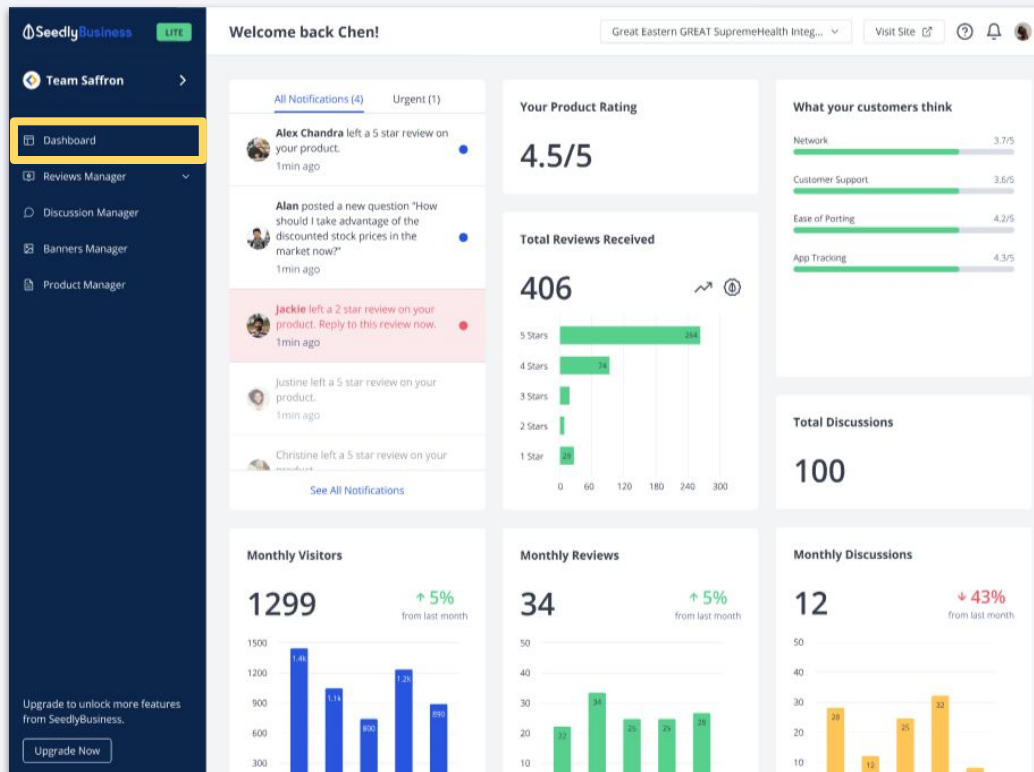 SeedlyBusiness LITE
Team Saffron
Dashboard
Reviews Manager
Discussion Manager
Banners Manager
Product Manager
Upgrade to unlock more features
from SeedlyBusiness.
Upgrade Now
Welcome back Chen!
Great Eastern GREAT SupremeHealth Integ...
Visit Site
All Notifications (4)
Urgent (1)
Alex Chandra left a 5 star review on
your product.
1min ago
Alan posted a new question "How
should I take advantage of the
discounted stock prices in the
market now?"
1min ago
Jackie left a 2 star review on your
product. Reply to this review now.
1min ago
Justine left a 5 star review on your
product.
1min ago
Christine left a 5 star review on your
product.
See All Notifications
Your Product Rating
4.5/5
Total Reviews Received
406
5 Stars 264
4 Stars 74
3 Stars
2 Stars
1 Star 29
0 60 120 180 240 300
What your customers think
Network 3.7/5
Customer Support 3.6/5
Ease of Porting 4.2/5
App Tracking 4.3/5
Total Discussions
100
Monthly Visitors
1299
5%
from last month
1500
1200
900
600
300
1.4k
1.1k
800
1.2k
890
Monthly Reviews
34
5%
from last month
50
40
30
20
10
22
34
25
25
28
Monthly Discussions
12
43%
from last month
50
40
30
20
10
28
12
25
32